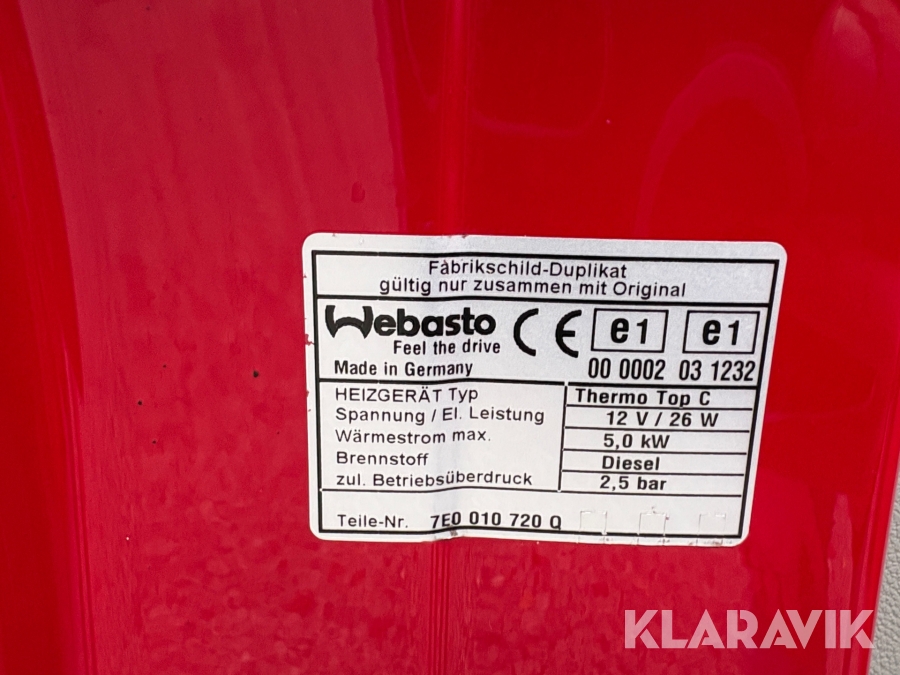 Fabrikschild-Duplikat
gültig nur zusammen mit Original
Webasto CE e1 e1
Feel the drive
Made in Germany 00 0002 03 1232
HEIZGERÄT Typ Thermo Top C
Spannung / El. Leistung 12 V / 26 W
Wärmestrom max. 5,0 kW
Brennstoff Diesel
zul. Betriebsüberdruck 2,5 bar
Teile-Nr. 7E0 010 720 Q
KLARAVIK